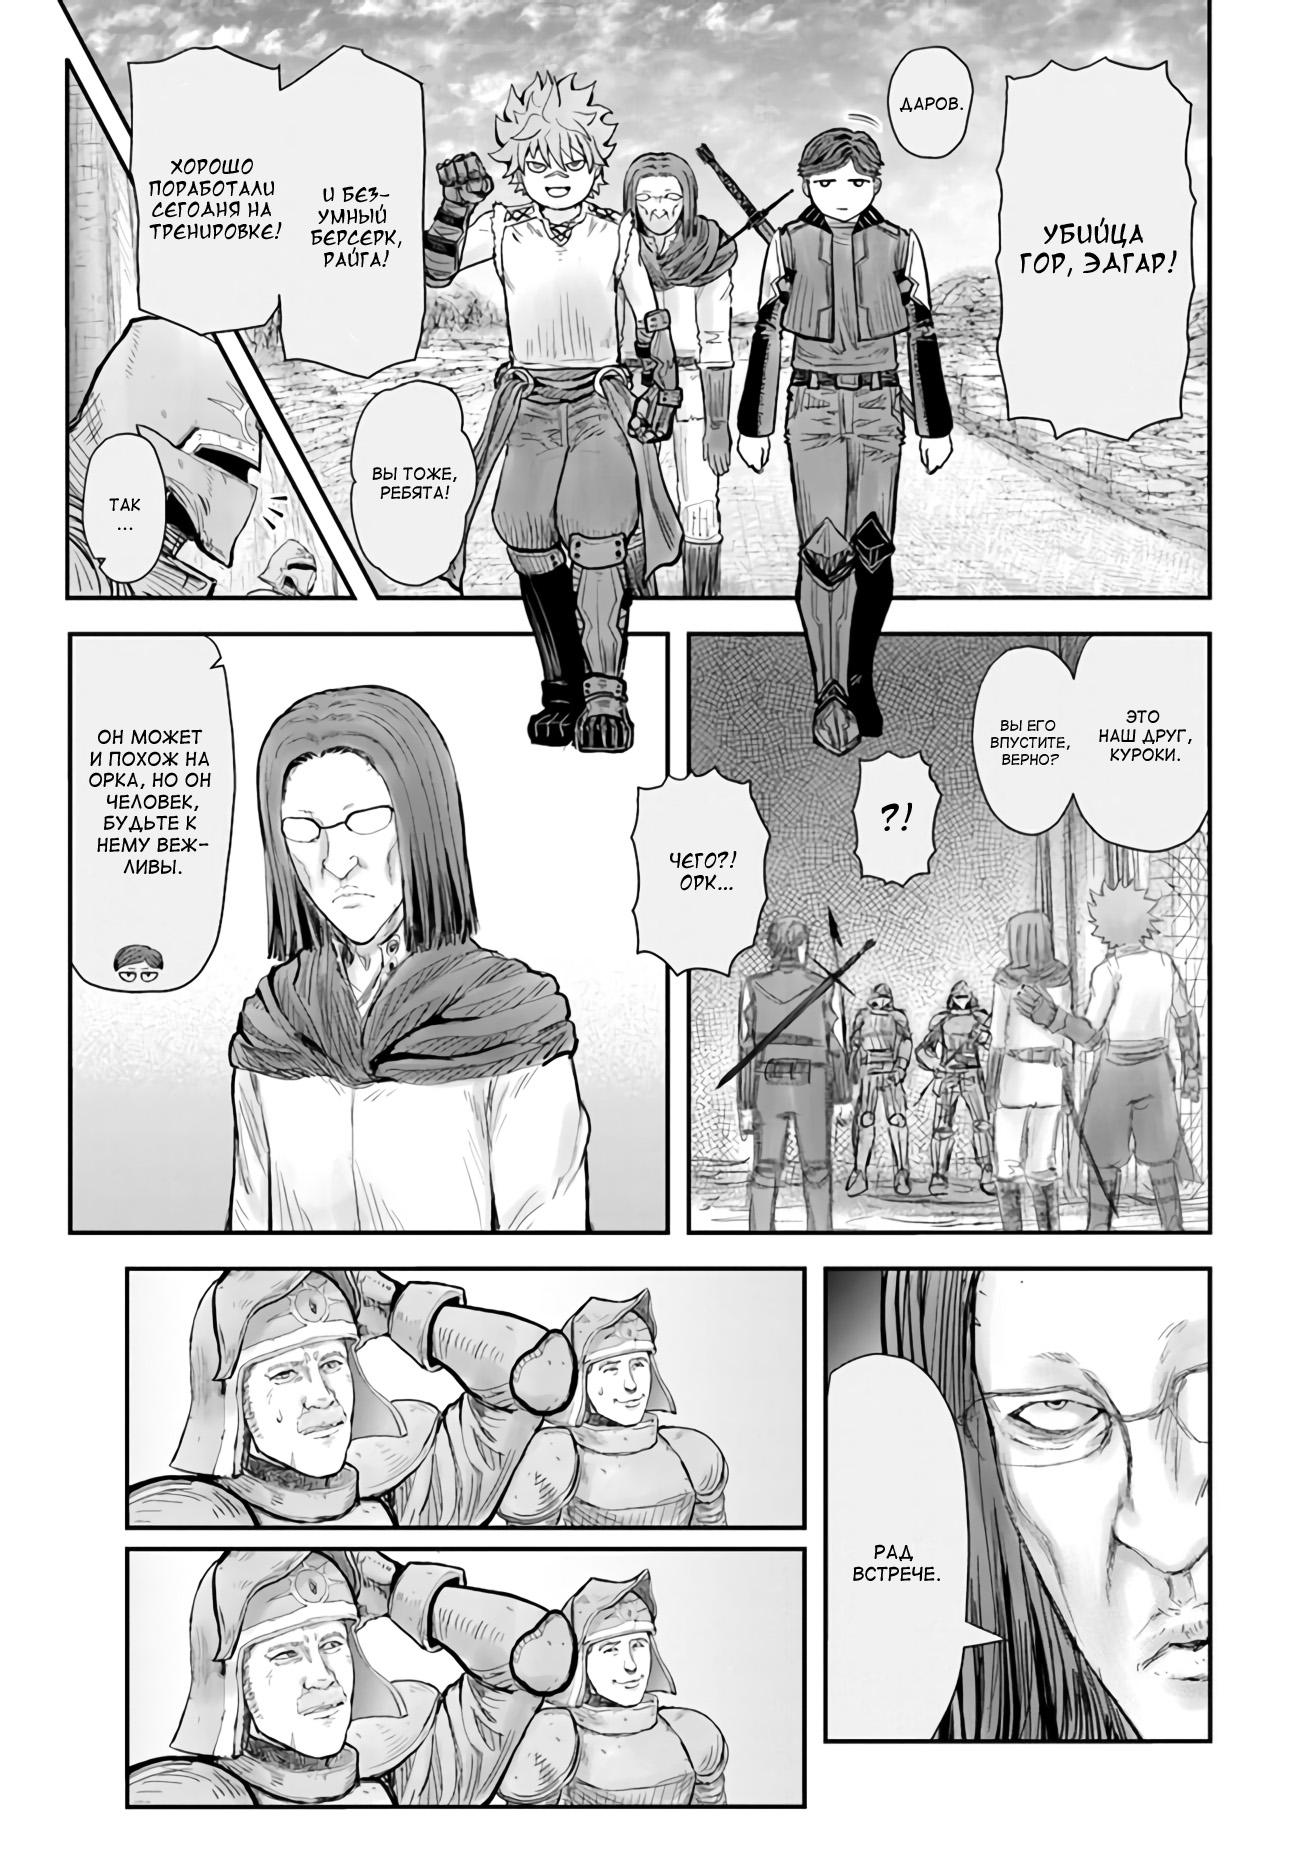 УБИЙЦА
ГОР, ЭДГАР!
ДАРОВ.
И БЕЗ-
УМНЫЙ
БЕРСЕРК,
РАЙГА!
ХОРОШО
ПОРАБОТАЛИ
СЕГОДНЯ НА
ТРЕНИРОВКЕ!
ВЫ ТОЖЕ,
РЕБЯТА!
ТАК
...
ЭТО
НАШ ДРУГ,
КУРОКИ.
ВЫ ЕГО
ВПУСТИТЕ,
ВЕРНО?
?!
ЧЕГО?!
ОРК...
ОН МОЖЕТ
И ПОХОЖ НА
ОРКА, НО ОН
ЧЕЛОВЕК,
БУДЬТЕ К
НЕМУ ВЕЖ-
ЛИВЫ.
РАД
ВСТРЕЧЕ.